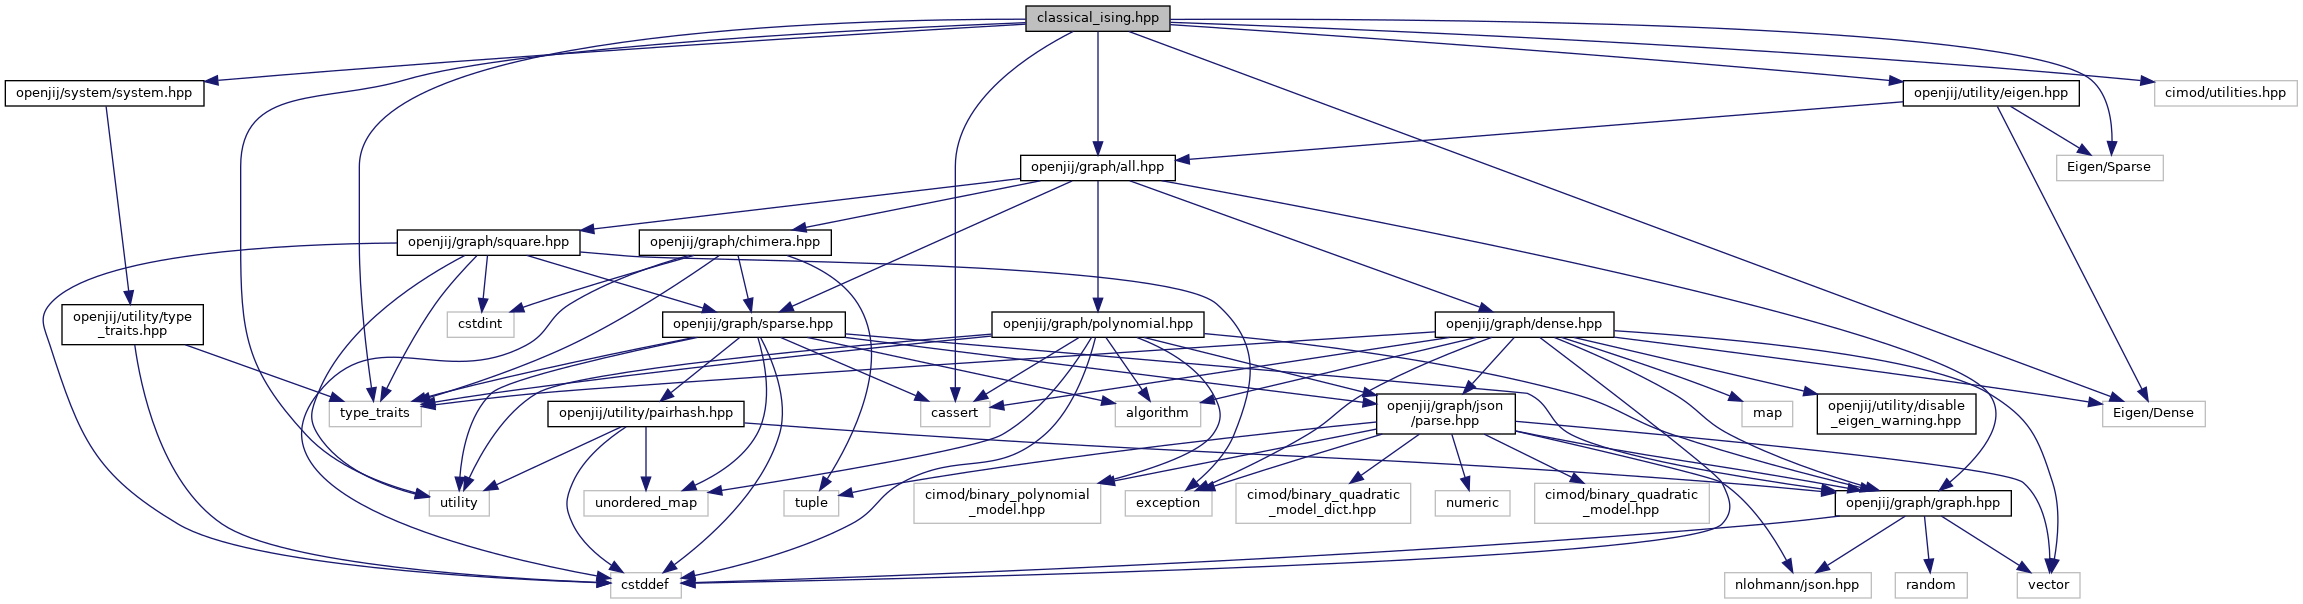 classical_ising.hpp
openjij/system/system.hpp
openjij/utility/eigen.hpp
cimod/utilities.hpp
openjij/graph/all.hpp
Eigen/Sparse
openjij/graph/square.hpp
openjij/graph/chimera.hpp
openjij/utility/type
_traits.hpp
cstdint
openjij/graph/sparse.hpp
openjij/graph/polynomial.hpp
openjij/graph/dense.hpp
type_traits
openjij/utility/pairhash.hpp
cassert
algorithm
openjij/graph/json
/parse.hpp
map
openjij/utility/disable
_eigen_warning.hpp
Eigen/Dense
utility
unordered_map
tuple
cimod/binary_polynomial
_model.hpp
exception
cimod/binary_quadratic
_model_dict.hpp
numeric
cimod/binary_quadratic
_model.hpp
openjij/graph/graph.hpp
cstddef
nlohmann/json.hpp
random
vector